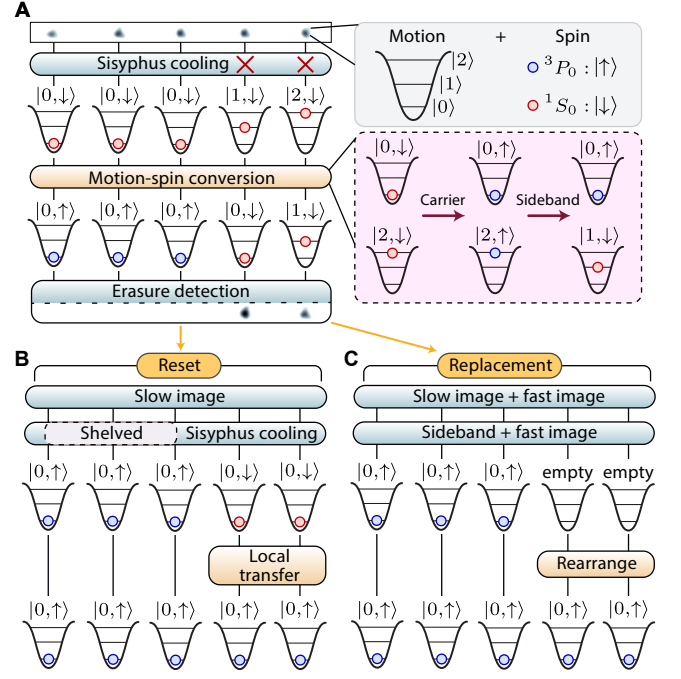 A
Motion + Spin
|2⟩
|1⟩
|0⟩
³P₀ : |↑⟩
¹S₀ : |↓⟩
Sisyphus cooling
|0,↓⟩ |0,↓⟩ |0,↓⟩ |1,↓⟩ |2,↓⟩
Motion-spin conversion
|0,↑⟩ |0,↑⟩ |0,↑⟩ |0,↓⟩ |1,↓⟩
Erasure detection
|0,↓⟩ |0,↑⟩ |0,↑⟩
Carrier Sideband
|2,↓⟩ |2,↑⟩ |1,↓⟩
B
Reset
Slow image
Shelved Sisyphus cooling
|0,↑⟩ |0,↑⟩ |0,↑⟩ |0,↓⟩ |0,↓⟩
Local
transfer
|0,↑⟩ |0,↑⟩ |0,↑⟩ |0,↑⟩ |0,↑⟩
C
Replacement
Slow image + fast image
Sideband + fast image
|0,↑⟩ |0,↑⟩ |0,↑⟩ empty empty
Rearrange
|0,↑⟩ |0,↑⟩ |0,↑⟩ |0,↑⟩ |0,↑⟩